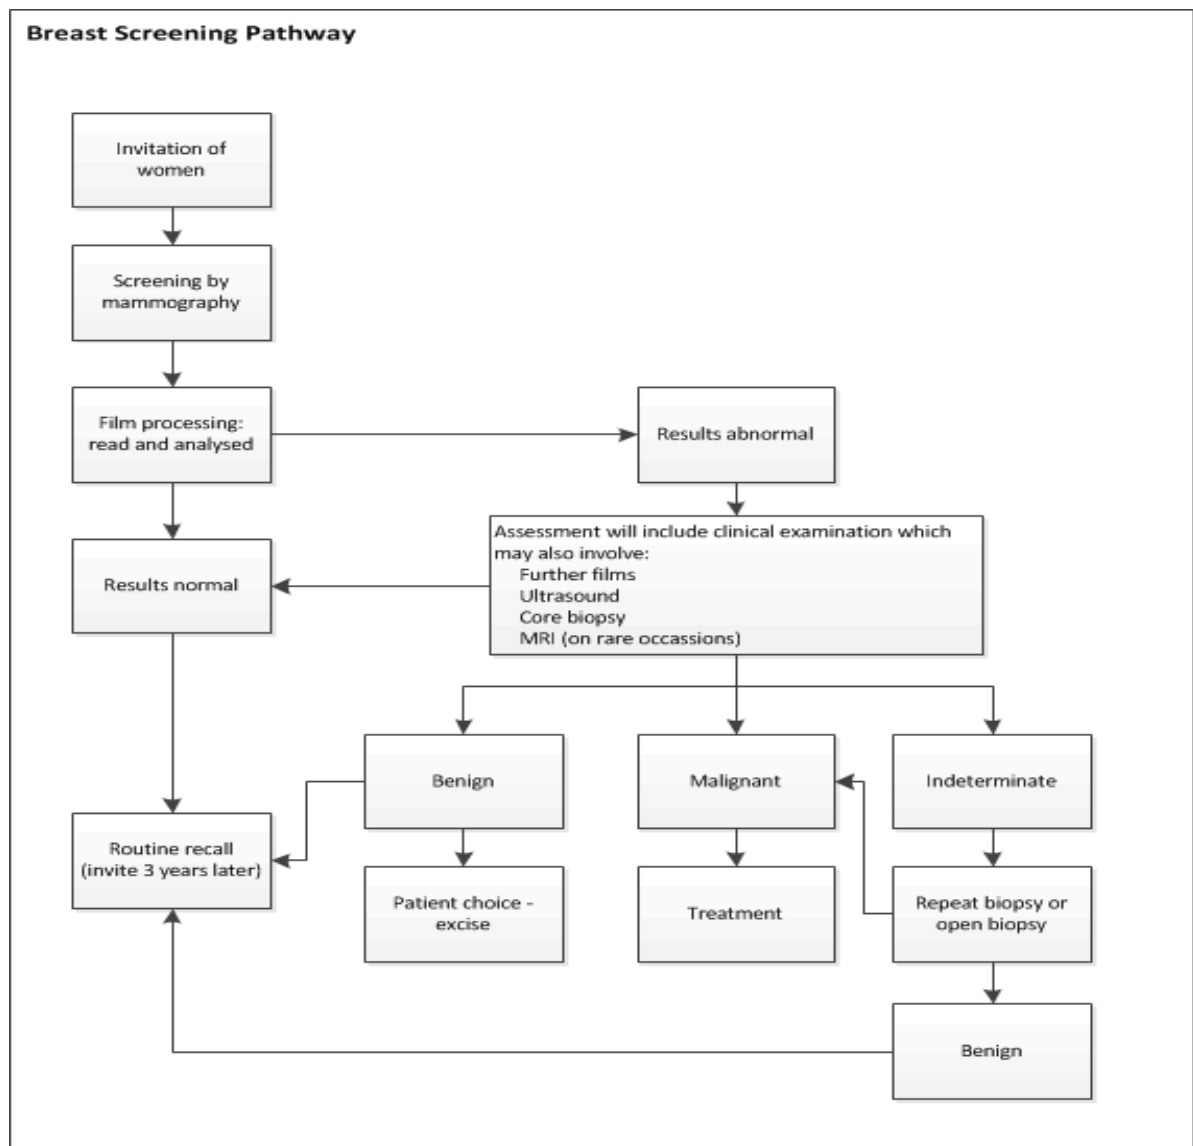 Breast Screening Pathway
Invitation of
women
Screening by
mammography
Film processing:
read and analysed
Results abnormal
Results normal
Assessment will include clinical examination which
may also involve:
Further films
Ultrasound
Core biopsy
MRI (on rare occassions)
Benign
Malignant
Indeterminate
Routine recall
(invite 3 years later)
Patient choice -
excise
Treatment
Repeat biopsy or
open biopsy
Benign